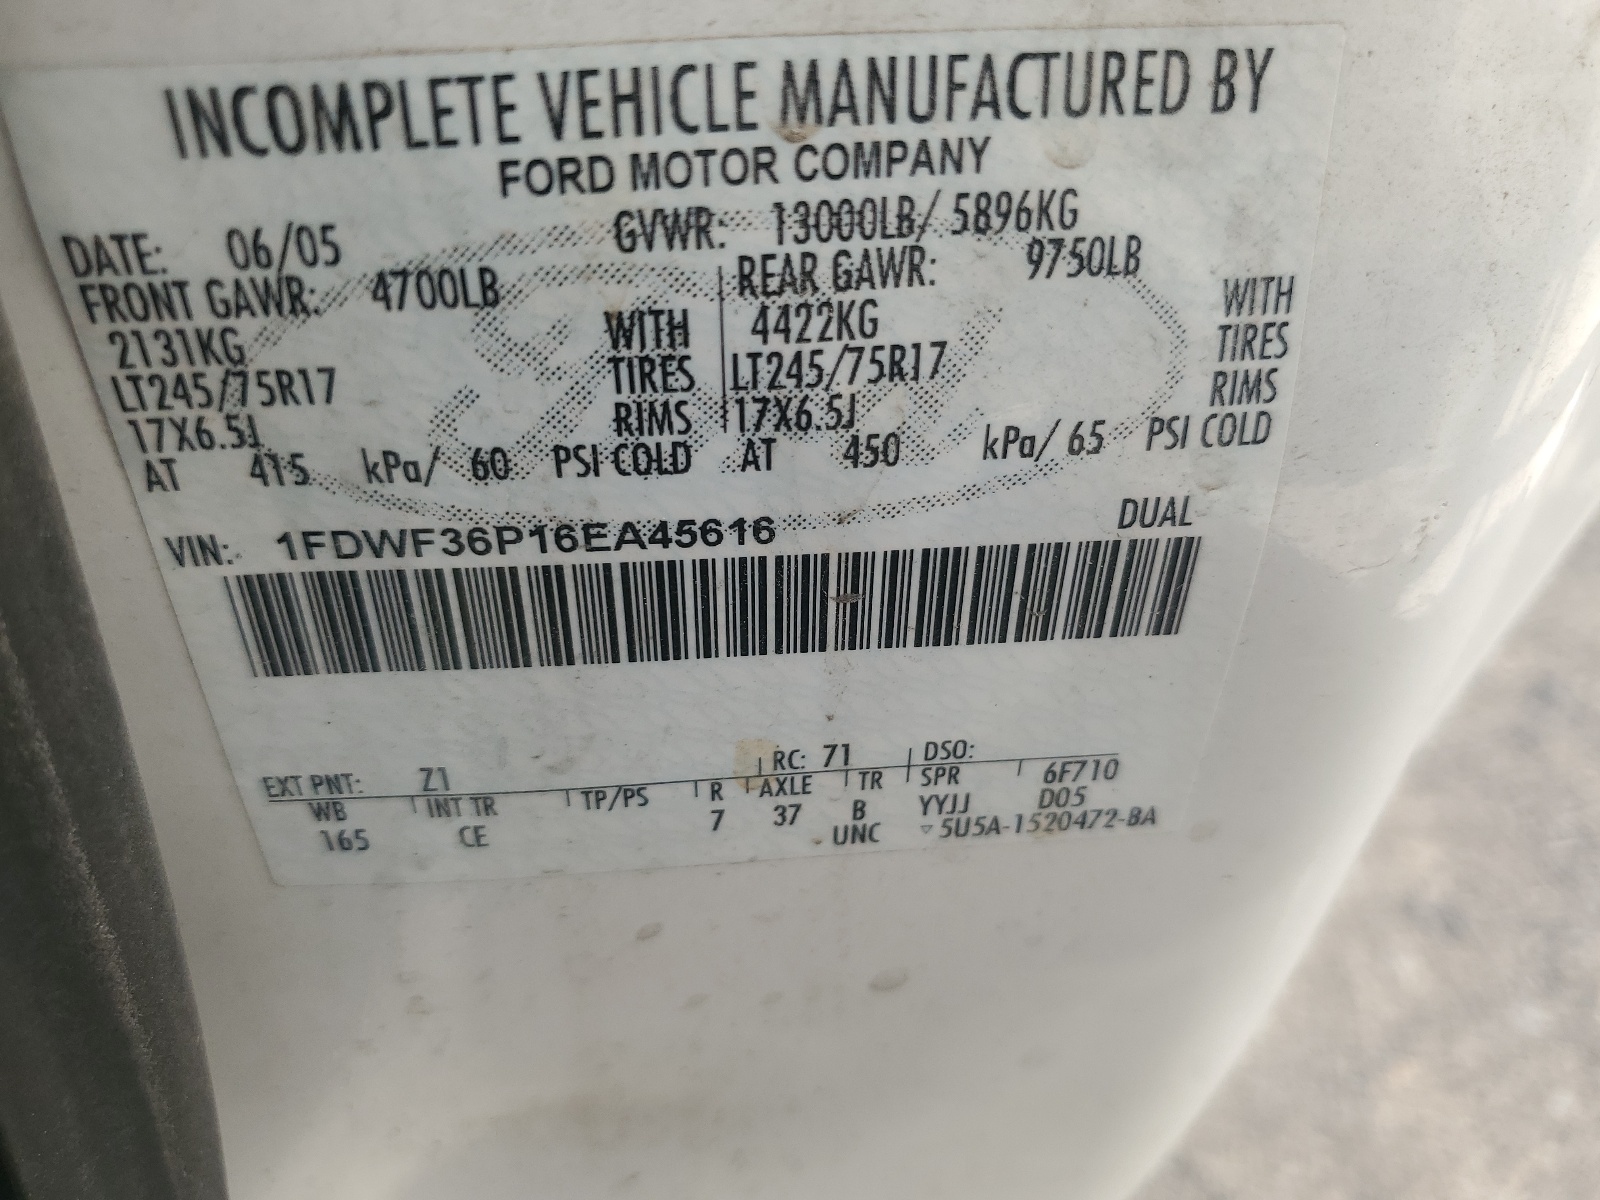 INCOMPLETE VEHICLE MANUFACTURED BY
FORD MOTOR COMPANY
DATE: 06/05 GVWR: 13000LB/ 5896KG
FRONT GAWR: 4700LB REAR GAWR: 9750LB
2131KG WITH 4422KG WITH
LT245/75R17 TIRES LT245/75R17 TIRES
17X6.5J RIMS 17X6.5J RIMS
AT 415 kPa/ 60 PSI COLD AT 450 kPa/ 65 PSI COLD
VIN: 1FDWF36P16EA45616 DUAL
EXT PNT: Z1 RC: 71 DSO:
WB INT TR TP/PS R AXLE TR SPR 6F710
165 CE 7 37 B YYJJ D05
UNC 5U5A-1520472-BA